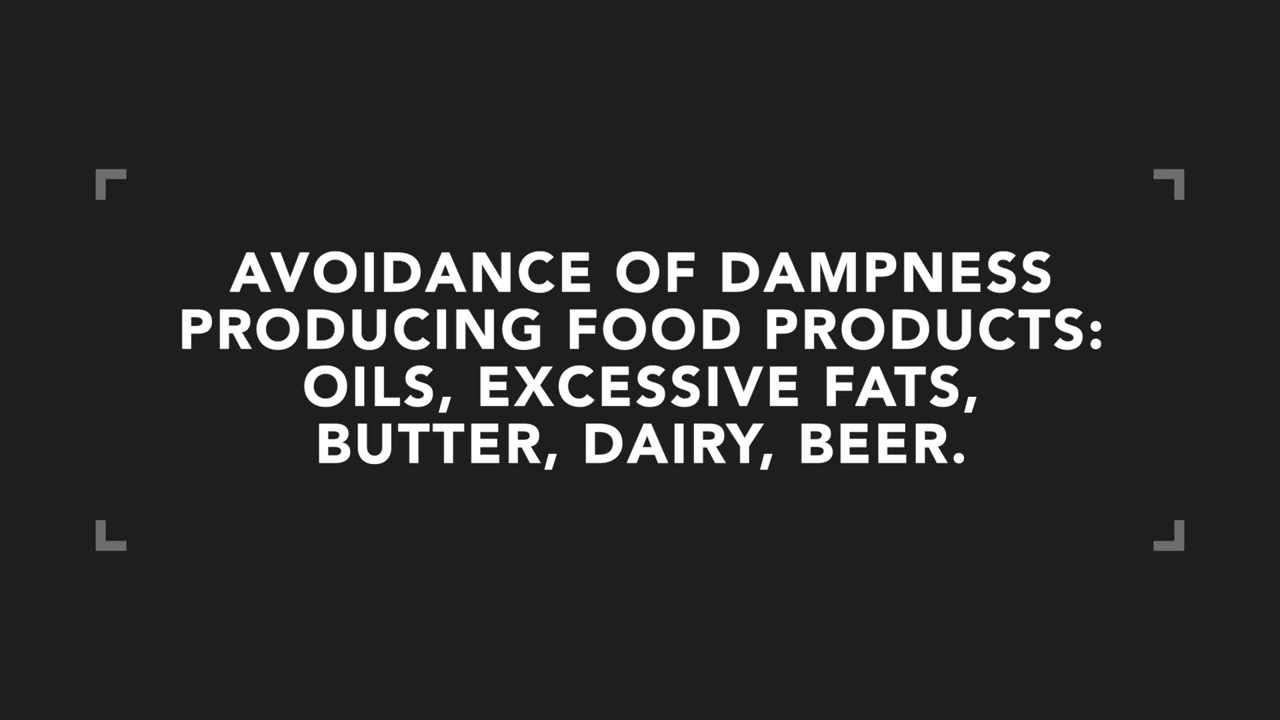 AVOIDANCE OF DAMPNESS
PRODUCING FOOD PRODUCTS:
OILS, EXCESSIVE FATS,
BUTTER, DAIRY, BEER.